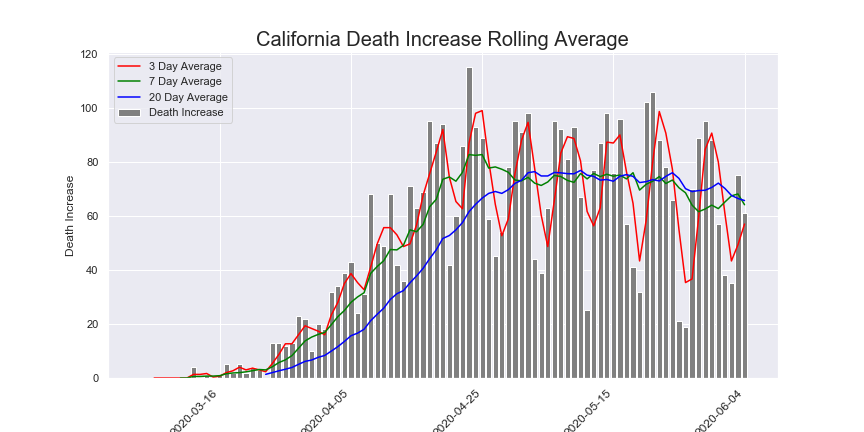 California Death Increase Rolling Average
120
100
80
60
40
20
0
Death Increase
3 Day Average
7 Day Average
20 Day Average
Death Increase
2020-03-16
2020-04-05
2020-04-25
2020-05-15
2020-06-04